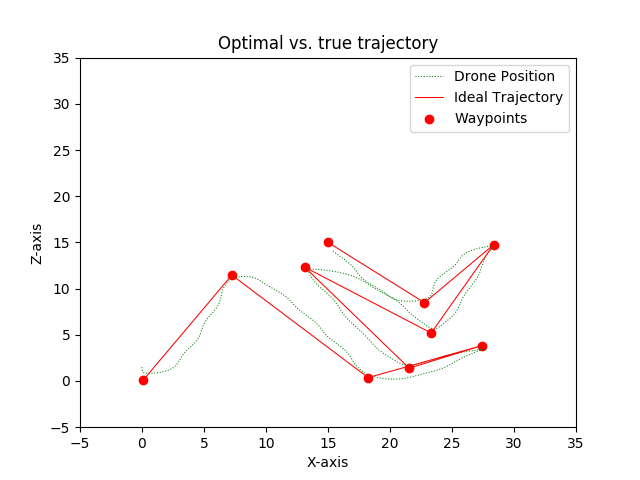 Optimal vs. true trajectory
Drone Position
Ideal Trajectory
Waypoints
Z-axis
35
30
25
20
15
10
5
0
−5
−5 0 5 10 15 20 25 30 35
X-axis